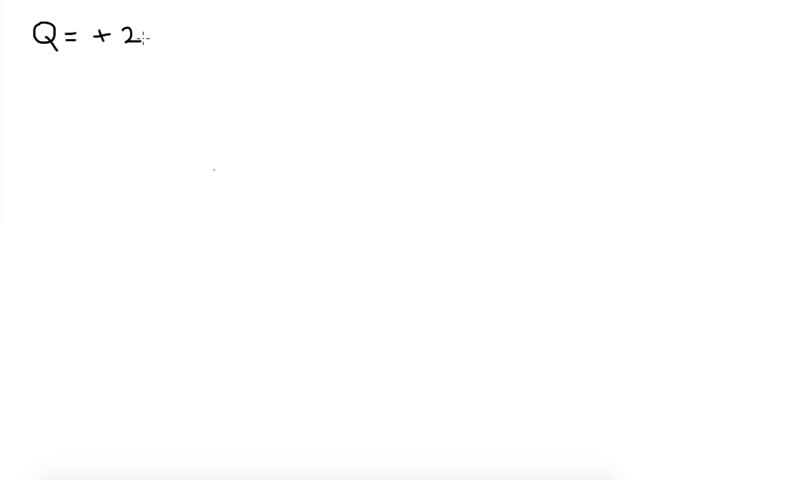 Q = + 2